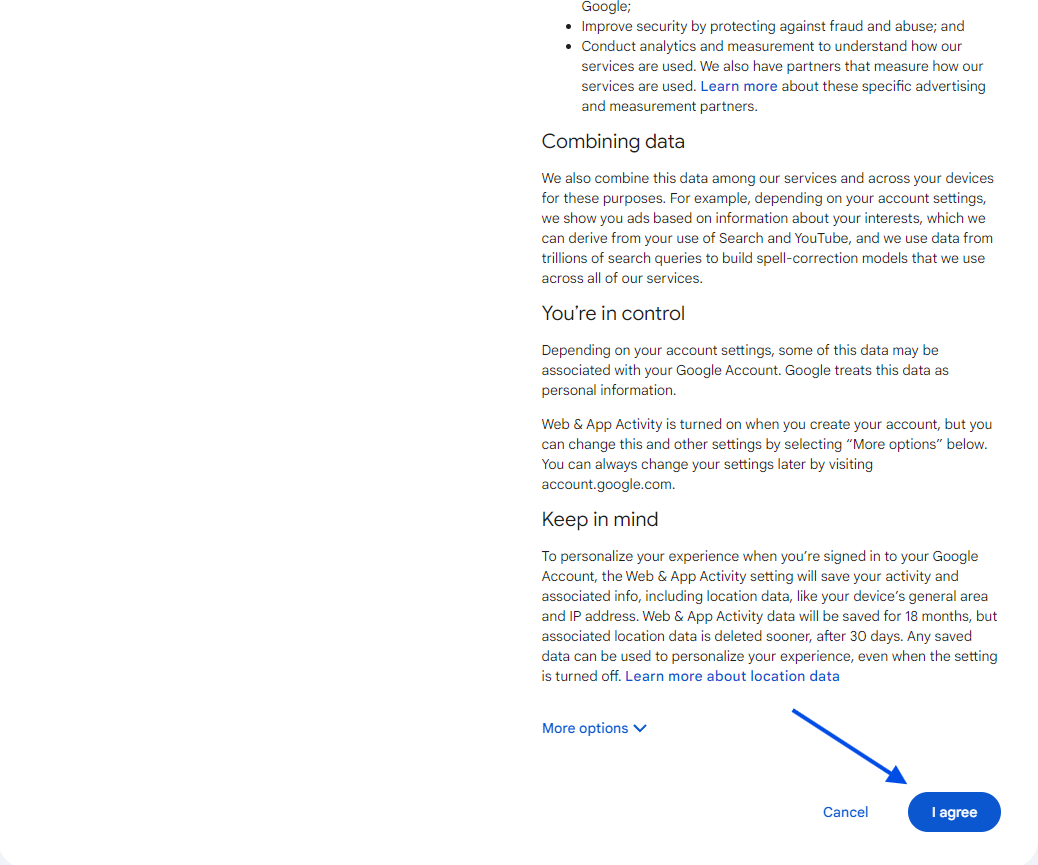 Google;
Improve security by protecting against fraud and abuse; and
Conduct analytics and measurement to understand how our
services are used. We also have partners that measure how our
services are used. Learn more about these specific advertising
and measurement partners.
Combining data
We also combine this data among our services and across your devices
for these purposes. For example, depending on your account settings,
we show you ads based on information about your interests, which we
can derive from your use of Search and YouTube, and we use data from
trillions of search queries to build spell-correction models that we use
across all of our services.
You’re in control
Depending on your account settings, some of this data may be
associated with your Google Account. Google treats this data as
personal information.
Web & App Activity is turned on when you create your account, but you
can change this and other settings by selecting “More options” below.
You can always change your settings later by visiting
account.google.com.
Keep in mind
To personalize your experience when you’re signed in to your Google
Account, the Web & App Activity setting will save your activity and
associated info, including location data, like your device’s general area
and IP address. Web & App Activity data will be saved for 18 months, but
associated location data is deleted sooner, after 30 days. Any saved
data can be used to personalize your experience, even when the setting
is turned off. Learn more about location data
More options
Cancel
I agree